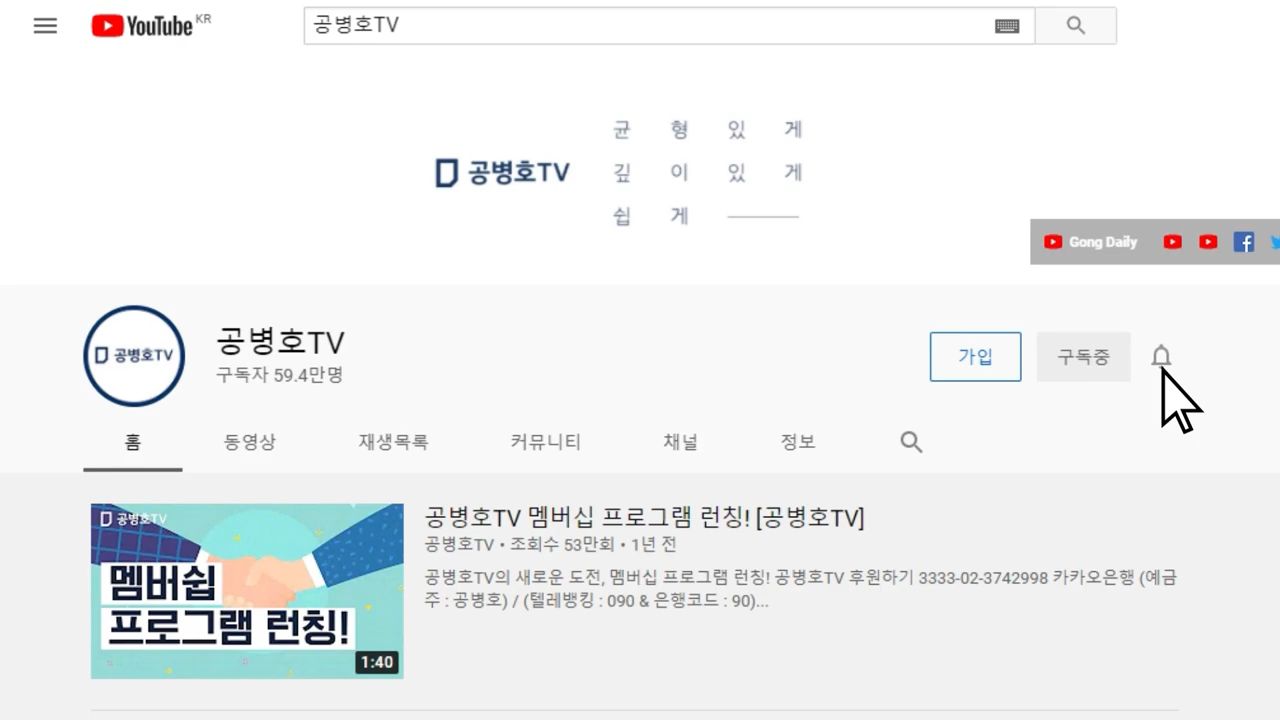 YouTube KR
공병호TV
균 형 있 게
공병호TV
깊 이 있 게
쉽 게
Gong Daily
공병호TV
공병호TV
구독자 59.4만명
가입
구독중
홈
동영상
재생목록
커뮤니티
채널
정보
공병호TV
멤버쉽
프로그램 런칭!
1:40
공병호TV 멤버십 프로그램 런칭! [공병호TV]
공병호TV • 조회수 53만회 • 1년 전
공병호TV의 새로운 도전, 멤버십 프로그램 런칭! 공병호TV 후원하기 3333-02-3742998 카카오은행 (예금
주 : 공병호) / (텔레뱅킹 : 090 & 은행코드 : 90)...